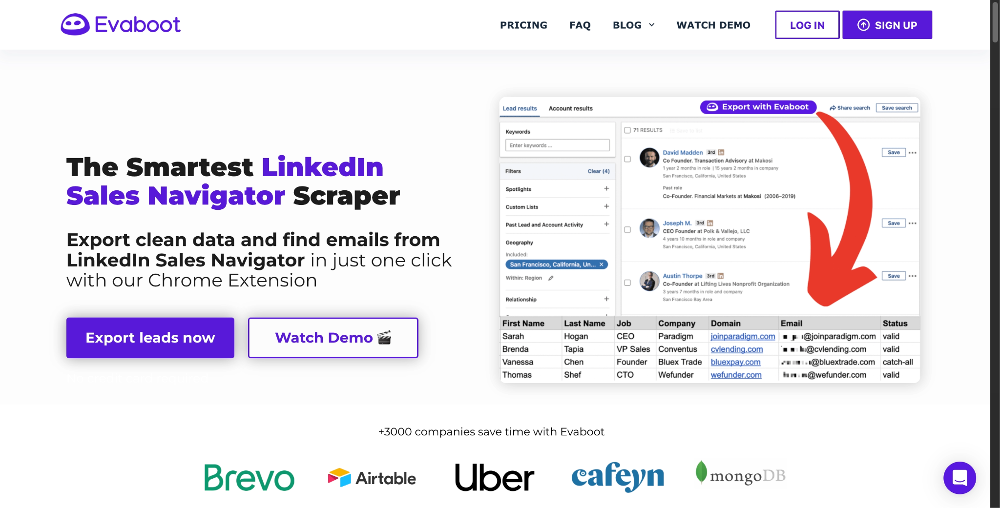 Evaboot
PRICING
FAQ
BLOG
WATCH DEMO
LOG IN
SIGN UP
The Smartest LinkedIn
Sales Navigator Scraper
Export clean data and find emails from
LinkedIn Sales Navigator in just one click
with our Chrome Extension
Export leads now
Watch Demo
Lead results
Account results
Export with Evaboot
Share search
Save search
Keywords
Enter keywords ...
Filters
Clear (4)
Spotlights +
Custom Lists +
Past Lead and Account Activity +
Geography
Included:
San Francisco, California, Un... ×
Within: Region
Relationship +
71 RESULTS
Save to list
David Madden 3rd in
Save
Co Founder. Transaction Advisory at Makosi
1 year 2 months in role | 15 years 2 months in company
San Francisco, California, United States
Past role
Co-Founder. Financial Markets at Makosi (2006–2019)
Joseph M. 3rd in
Save
CEO Founder at Polk & Vallejo, LLC
4 years 10 months in role and company
San Francisco, California, United States
Austin Thorpe 3rd in
Save
Co-Founder at Lifting Lives Nonprofit Organization
3 years 7 months in role and company
San Francisco Bay Area
First Name Last Name Job Company Domain Email Status
Sarah Hogan CEO Paradigm joinparadigm.com @joinparadigm.com valid
Brenda Tapia VP Sales Conventus cvlending.com @cvlending.com valid
Vanessa Chen Founder Bluex Trade bluexpay.com @bluextrade.com catch-all
Thomas Shef CTO Wefunder wefunder.com @wefunder.com valid
+3000 companies save time with Evaboot
Brevo
Airtable
Uber
cafeyn
mongoDB